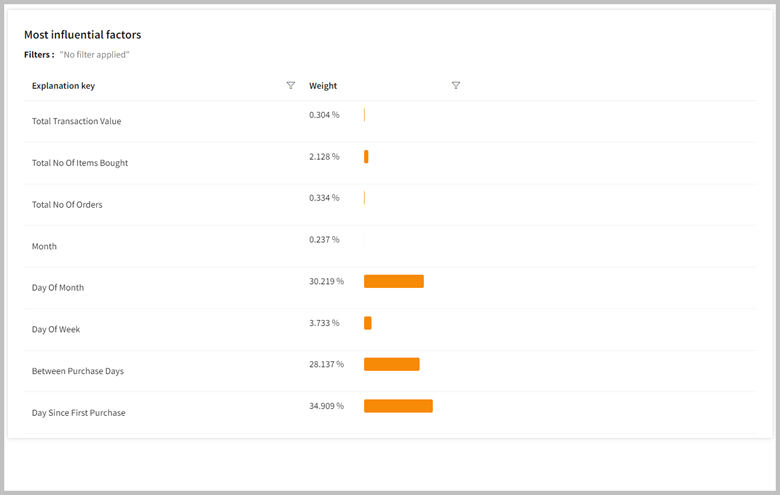 Most influential factors
Filters : "No filter applied"
Explanation key Weight
Total Transaction Value 0.304 %
Total No Of Items Bought 2.128 %
Total No Of Orders 0.334 %
Month 0.237 %
Day Of Month 30.219 %
Day Of Week 3.733 %
Between Purchase Days 28.137 %
Day Since First Purchase 34.909 %